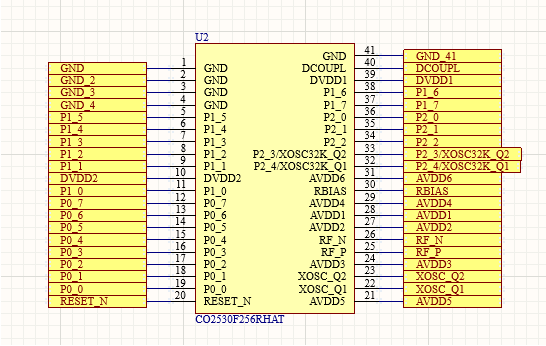 U2
GND 1 GND GND 41 GND_41
GND_2 2 GND DCOUPL 40 DCOUPL
GND_3 3 GND DVDD1 39 DVDD1
GND_4 4 GND P1_6 38 P1_6
P1_5 5 P1_5 P1_7 37 P1_7
P1_4 6 P1_4 P2_0 36 P2_0
P1_3 7 P1_3 P2_1 35 P2_1
P1_2 8 P1_2 P2_2 34 P2_2
P1_1 9 P1_1 P2_3/XOSC32K_Q2 33 P2_3/XOSC32K_Q2
DVDD2 10 DVDD2 P2_4/XOSC32K_Q1 32 P2_4/XOSC32K_Q1
P1_0 11 P1_0 AVDD6 31 AVDD6
P0_7 12 P0_7 RBIAS 30 RBIAS
P0_6 13 P0_6 AVDD4 29 AVDD4
P0_5 14 P0_5 AVDD1 28 AVDD1
P0_4 15 P0_4 AVDD2 27 AVDD2
P0_3 16 P0_3 RF_N 26 RF_N
P0_2 17 P0_2 RF_P 25 RF_P
P0_1 18 P0_1 AVDD3 24 AVDD3
P0_0 19 P0_0 XOSC_Q2 23 XOSC_Q2
RESET_N 20 RESET_N XOSC_Q1 22 XOSC_Q1
AVDD5 21 AVDD5
CO2530F256RHAT